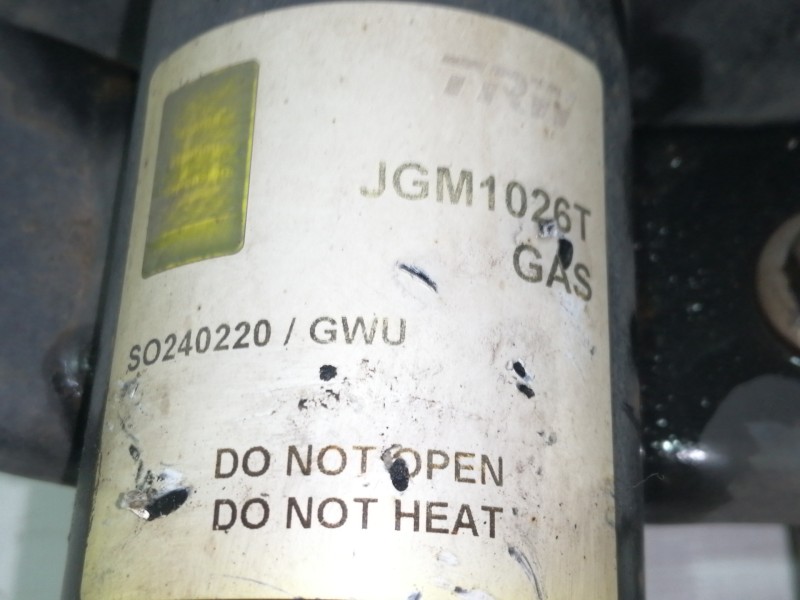 TRW
JGM1026T
GAS
SO240220 / GWU
DO NOT OPEN
DO NOT HEAT